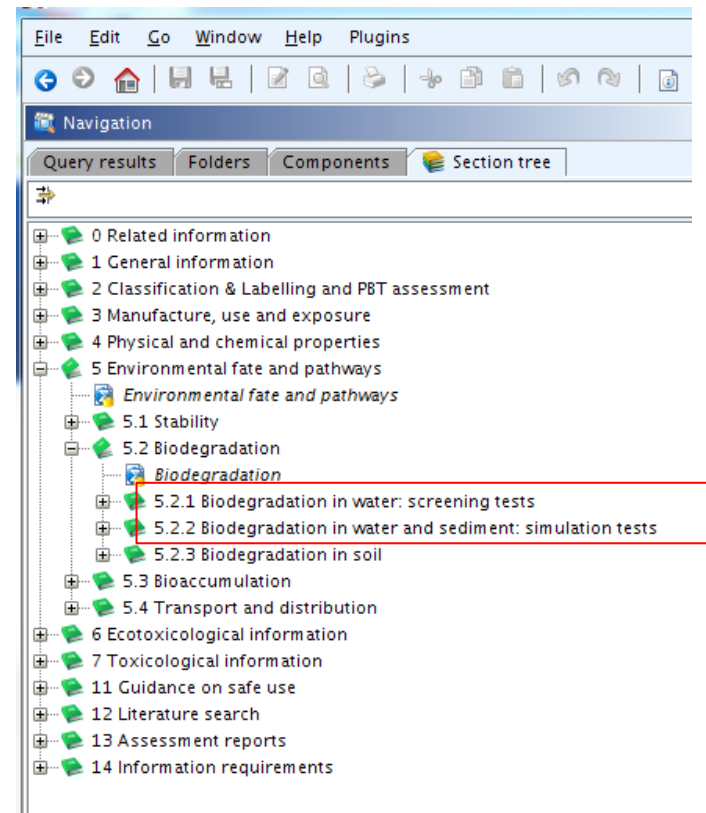 File Edit Go Window Help Plugins
Navigation
Query results Folders Components Section tree
0 Related information
1 General information
2 Classification & Labelling and PBT assessment
3 Manufacture, use and exposure
4 Physical and chemical properties
5 Environmental fate and pathways
Environmental fate and pathways
5.1 Stability
5.2 Biodegradation
Biodegradation
5.2.1 Biodegradation in water: screening tests
5.2.2 Biodegradation in water and sediment: simulation tests
5.2.3 Biodegradation in soil
5.3 Bioaccumulation
5.4 Transport and distribution
6 Ecotoxicological information
7 Toxicological information
11 Guidance on safe use
12 Literature search
13 Assessment reports
14 Information requirements